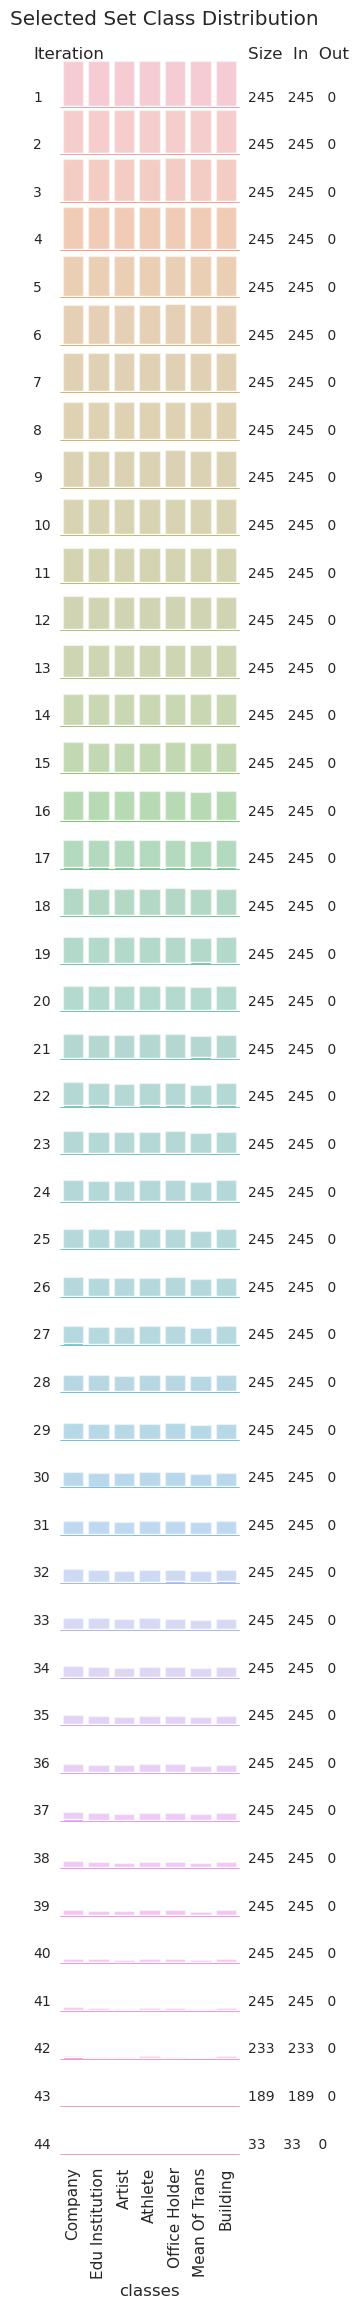 Selected Set Class Distribution
Iteration Size In Out
1 245 245 0
2 245 245 0
3 245 245 0
4 245 245 0
5 245 245 0
6 245 245 0
7 245 245 0
8 245 245 0
9 245 245 0
10 245 245 0
11 245 245 0
12 245 245 0
13 245 245 0
14 245 245 0
15 245 245 0
16 245 245 0
17 245 245 0
18 245 245 0
19 245 245 0
20 245 245 0
21 245 245 0
22 245 245 0
23 245 245 0
24 245 245 0
25 245 245 0
26 245 245 0
27 245 245 0
28 245 245 0
29 245 245 0
30 245 245 0
31 245 245 0
32 245 245 0
33 245 245 0
34 245 245 0
35 245 245 0
36 245 245 0
37 245 245 0
38 245 245 0
39 245 245 0
40 245 245 0
41 245 245 0
42 233 233 0
43 189 189 0
44 33 33 0
Company
Edu Institution
Artist
Athlete
Office Holder
Mean Of Trans
Building
classes